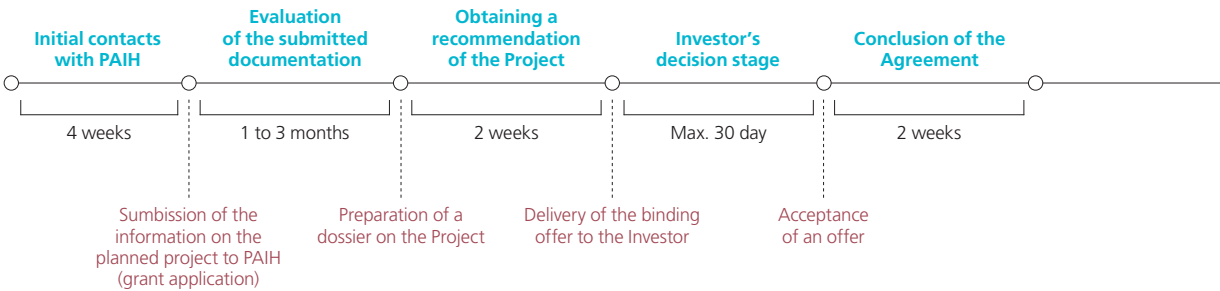 Initial contacts
with PAIH
Evaluation
of the submitted
documentation
Obtaining a
recommendation
of the Project
Investor's
decision stage
Conclusion of the
Agreement
4 weeks
1 to 3 months
2 weeks
Max. 30 day
2 weeks
Sumbission of the
information on the
planned project to PAIH
(grant application)
Preparation of a
dossier on the Project
Delivery of the binding
offer to the Investor
Acceptance
of an offer